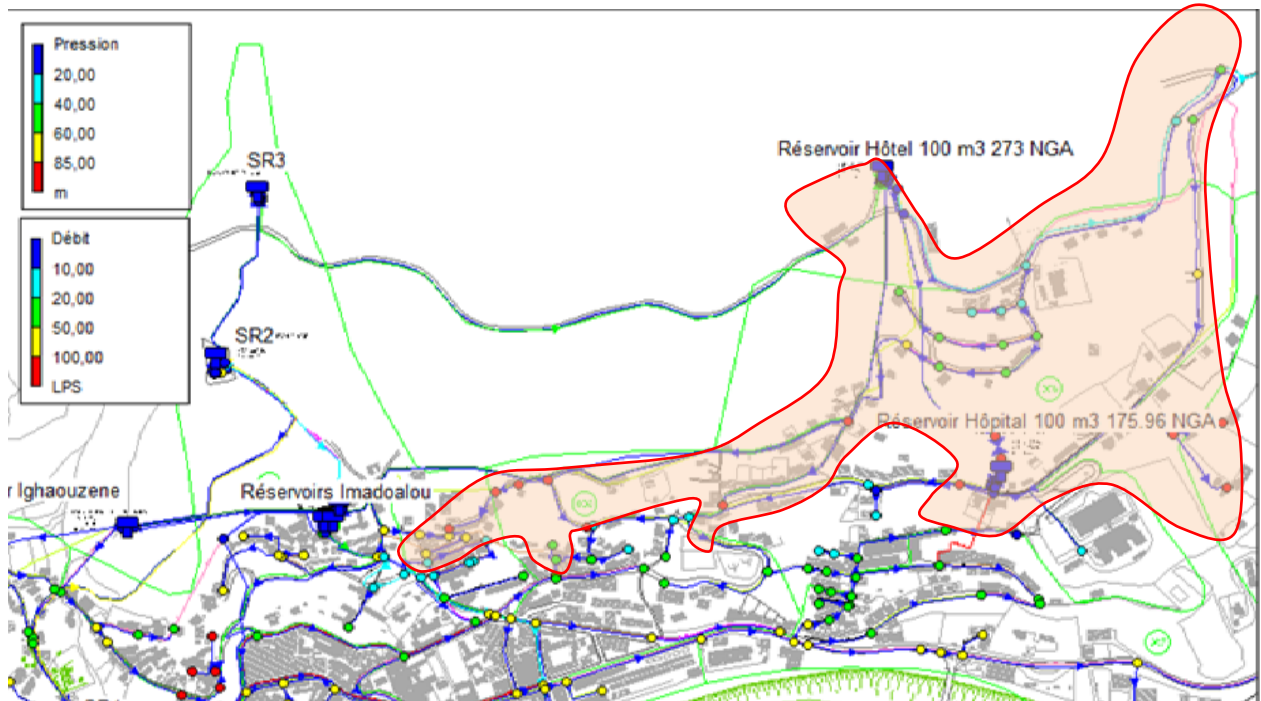 Pression
20,00
40,00
60,00
85,00
m
Débit
10,00
20,00
50,00
100,00
LPS
SR3
SR2
Réservoir Hôtel 100 m3 273 NGA
Réservoir Hôpital 100 m3 175.96 NGA
r Ighaouzene
Réservoirs Imadoalou